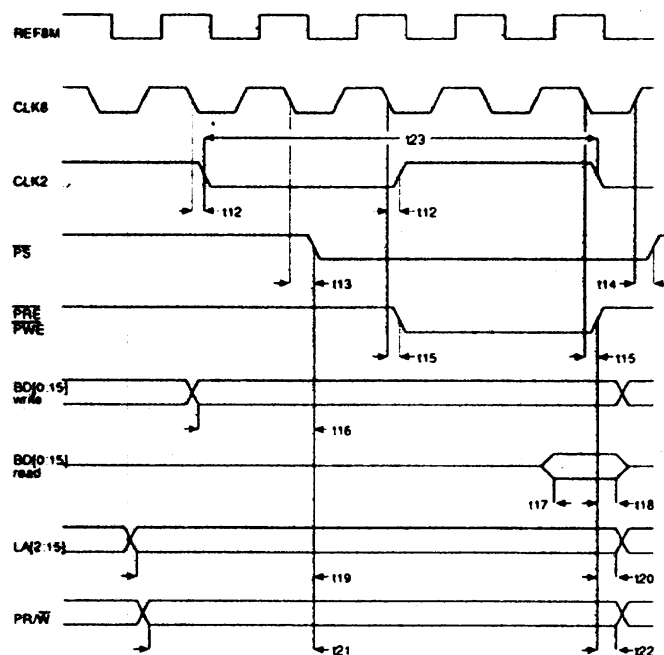 REF8M
CLK8
t23
CLK2
t12 t12
PS
t13 t14
PRE
PWE
t15 t15
BD[0:15]
write
t16
BD[0:15]
read
t17 t18
LA[2:15]
t19 t20
PR/W
t21 t22